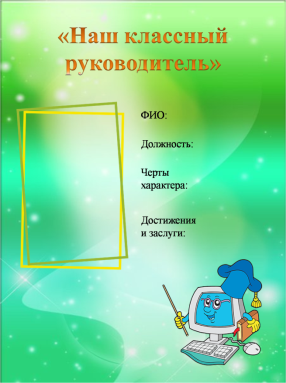 «Наш классный
руководитель»
ФИО:
Должность:
Черты
характера:
Достижения
и заслуги: